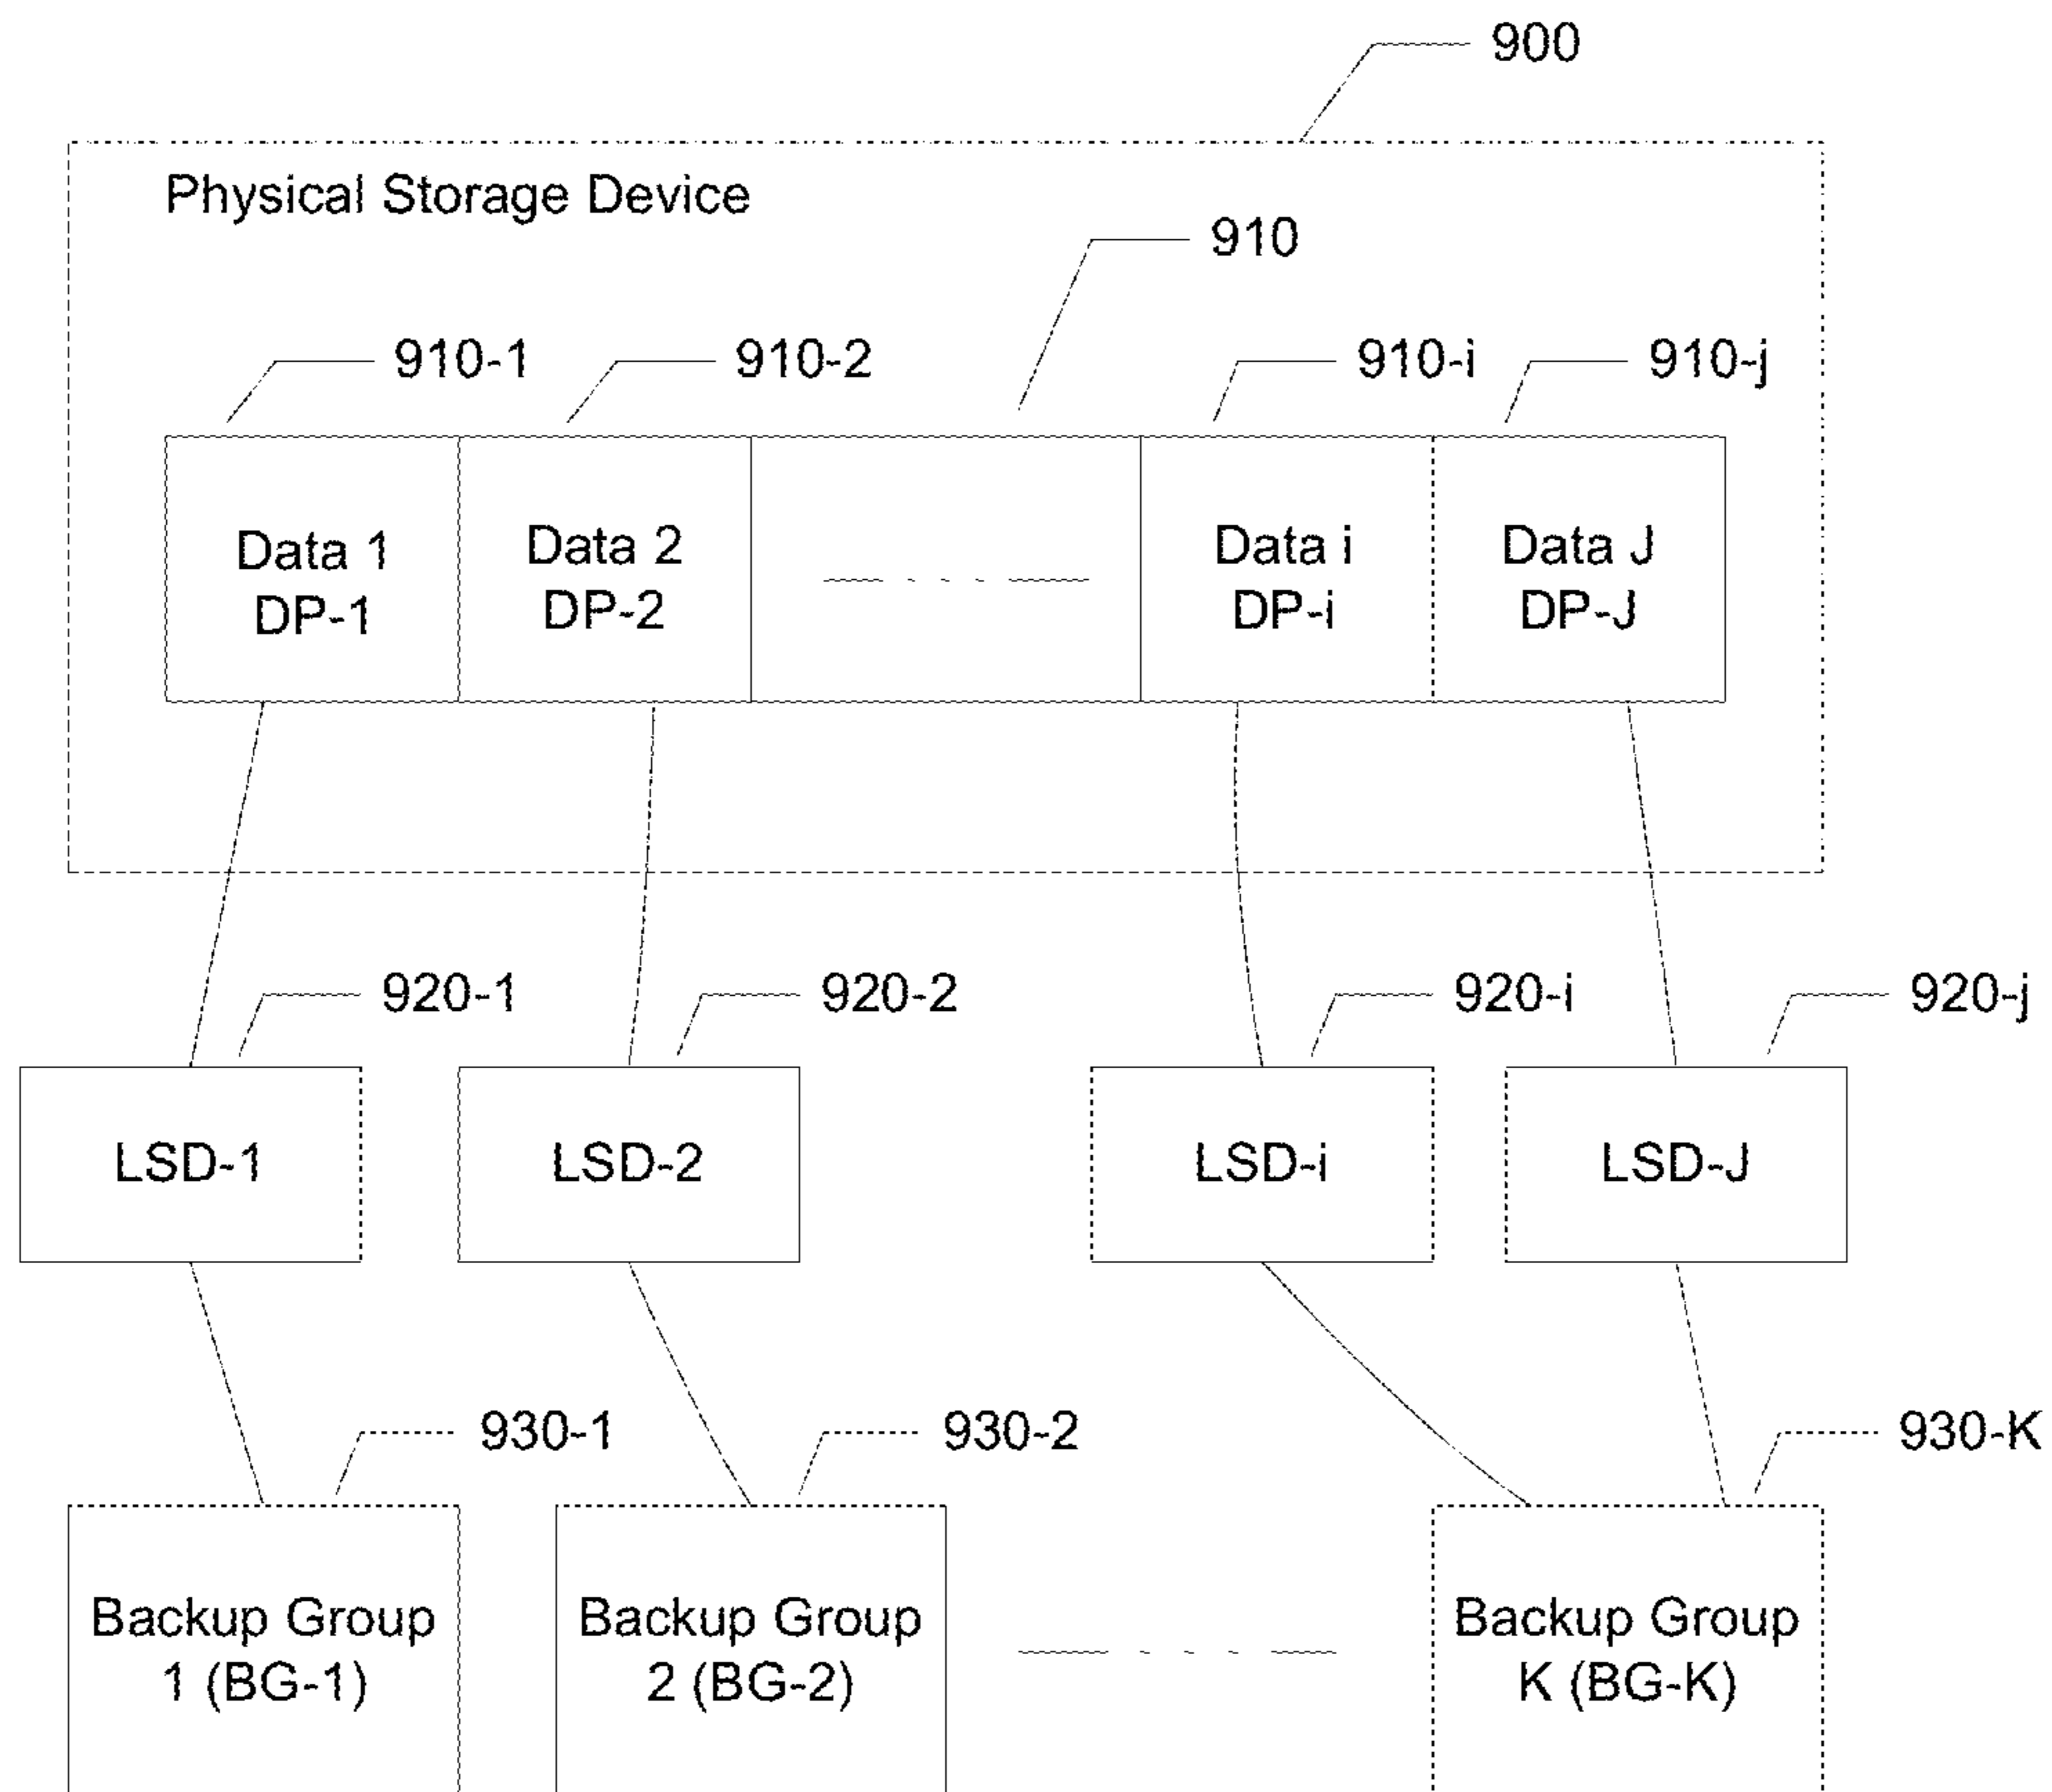 900
Physical Storage Device
910
910-1
910-2
910-i
910-j
Data 1
DP-1
Data 2
DP-2
Data i
DP-i
Data J
DP-J
920-1
920-2
920-i
920-j
LSD-1
LSD-2
LSD-i
LSD-J
930-1
930-2
930-K
Backup Group
1 (BG-1)
Backup Group
2 (BG-2)
Backup Group
K (BG-K)